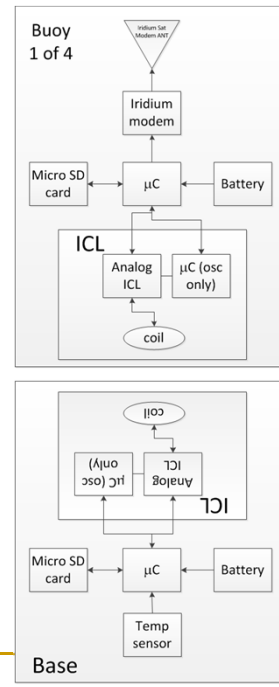 Buoy
1 of 4
Iridium Sat
Modem ANT
Iridium
modem
Micro SD
card
μC
Battery
ICL
Analog
ICL
μC (osc
only)
coil
coil
μC (osc
only)
Analog
ICL
ICL
Micro SD
card
μC
Battery
Temp
sensor
Base